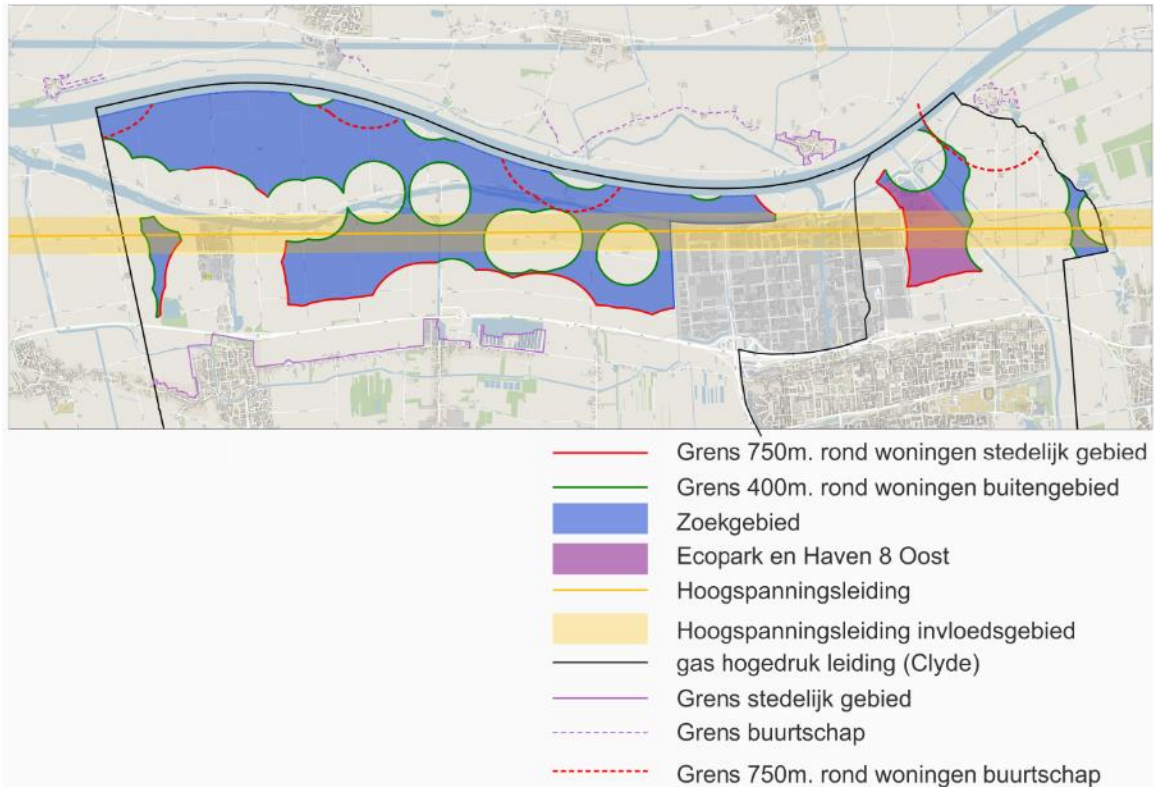 Grens 750m. rond woningen stedelijk gebied
Grens 400m. rond woningen buitengebied
Zoekgebied
Ecopark en Haven 8 Oost
Hoogspanningsleiding
Hoogspanningsleiding invloedsgebied
gas hogedruk leiding (Clyde)
Grens stedelijk gebied
Grens buurtschap
Grens 750m. rond woningen buurtschap